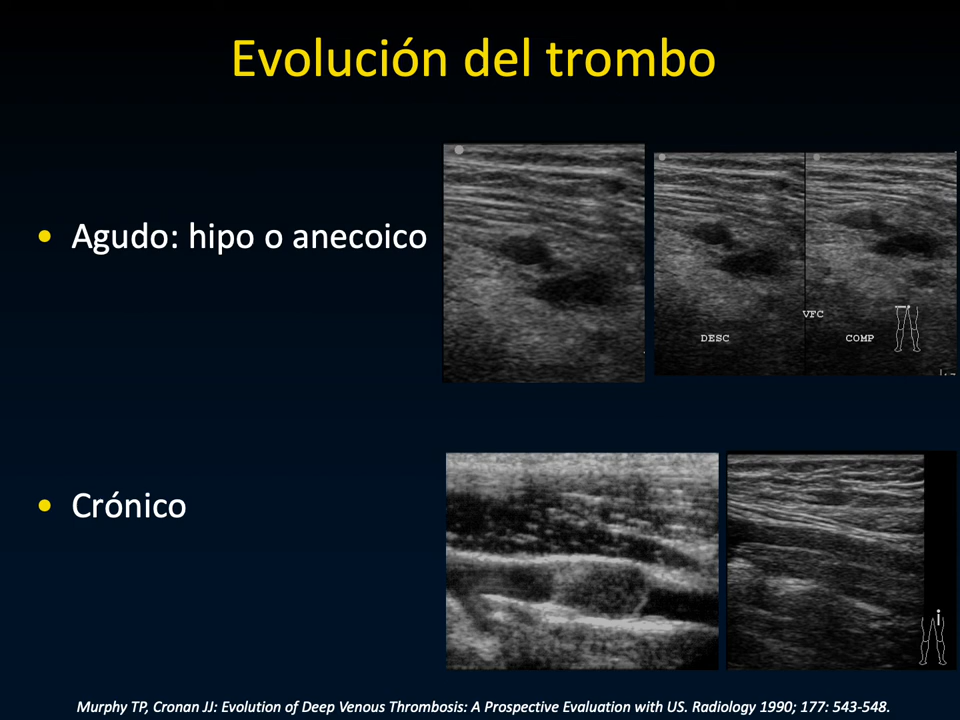 Evolución del trombo
• Agudo: hipo o anecoico
VFC
DESC
COMP
• Crónico
i
Murphy TP, Cronan JJ: Evolution of Deep Venous Thrombosis: A Prospective Evaluation with US. Radiology 1990; 177: 543-548.